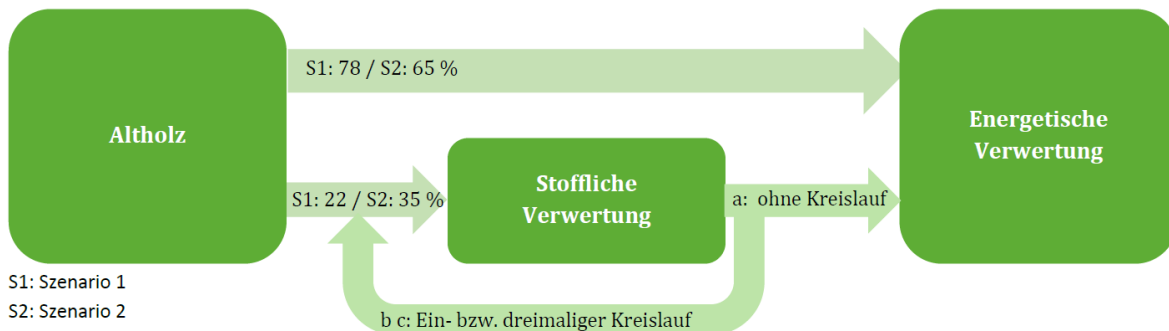 S1: 78 / S2: 65 %
Altholz
Energetische
Verwertung
S1: 22 / S2: 35 %
Stoffliche
Verwertung
a: ohne Kreislauf
S1: Szenario 1
S2: Szenario 2
b c: Ein- bzw. dreimaliger Kreislauf